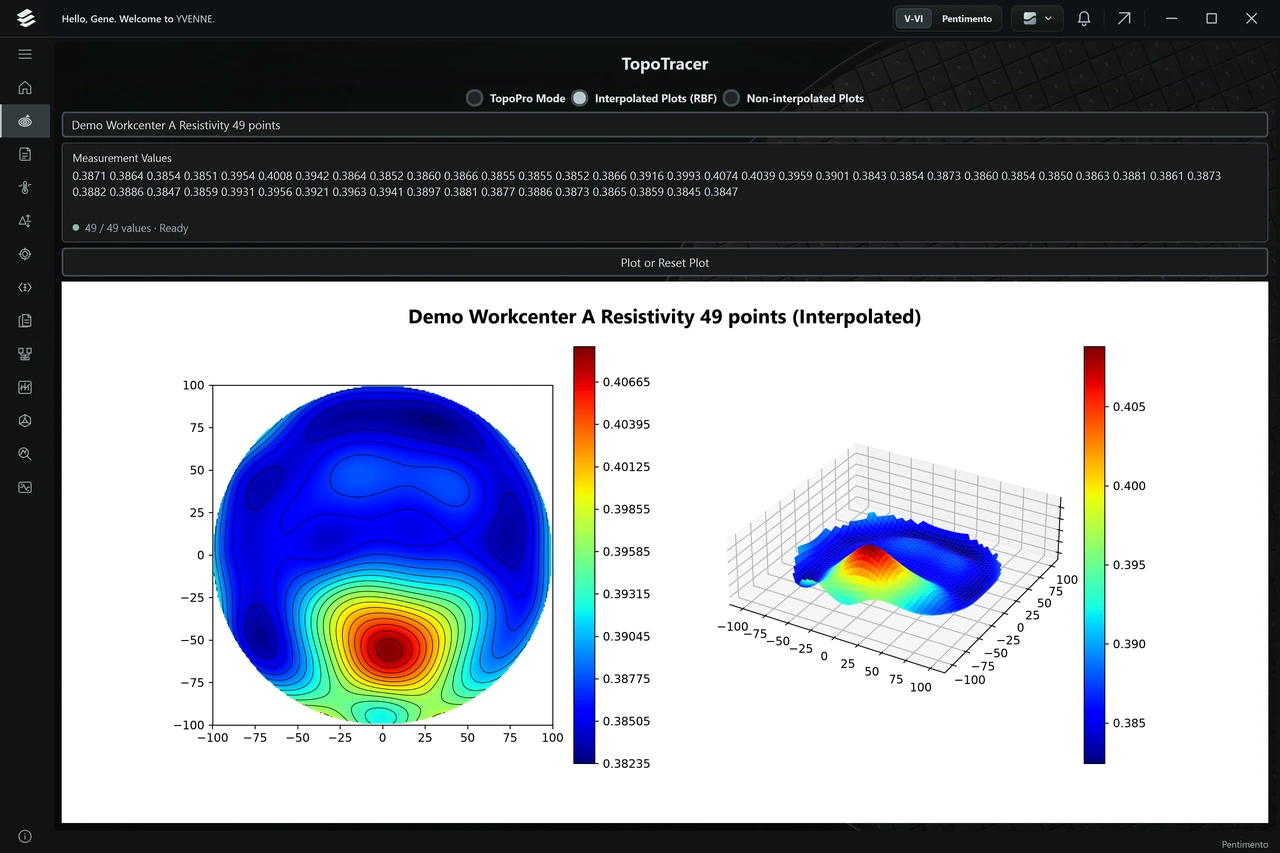 Hello, Gene. Welcome to YVENNE.
V-VI Pentimento
TopoTracer
TopoPro Mode Interpolated Plots (RBF) Non-interpolated Plots
Demo Workcenter A Resistivity 49 points
Measurement Values
0.3871 0.3864 0.3854 0.3851 0.3954 0.4008 0.3942 0.3864 0.3852 0.3860 0.3866 0.3855 0.3855 0.3852 0.3866 0.3916 0.3993 0.4074 0.4039 0.3959 0.3901 0.3843 0.3854 0.3873 0.3860 0.3854 0.3850 0.3863 0.3881 0.3861 0.3873
0.3882 0.3886 0.3847 0.3859 0.3931 0.3956 0.3921 0.3963 0.3941 0.3897 0.3881 0.3877 0.3886 0.3873 0.3865 0.3859 0.3845 0.3847
49 / 49 values · Ready
Plot or Reset Plot
Demo Workcenter A Resistivity 49 points (Interpolated)
100
75
50
25
0
−25
−50
−75
−100
−100 −75 −50 −25 0 25 50 75 100
0.40665
0.40395
0.40125
0.39855
0.39585
0.39315
0.39045
0.38775
0.38505
0.38235
−100 −75 −50 −25 0 25 50 75 100
100
75
50
25
0
−25
−50
−75
−100
0.405
0.400
0.395
0.390
0.385
Pentimento